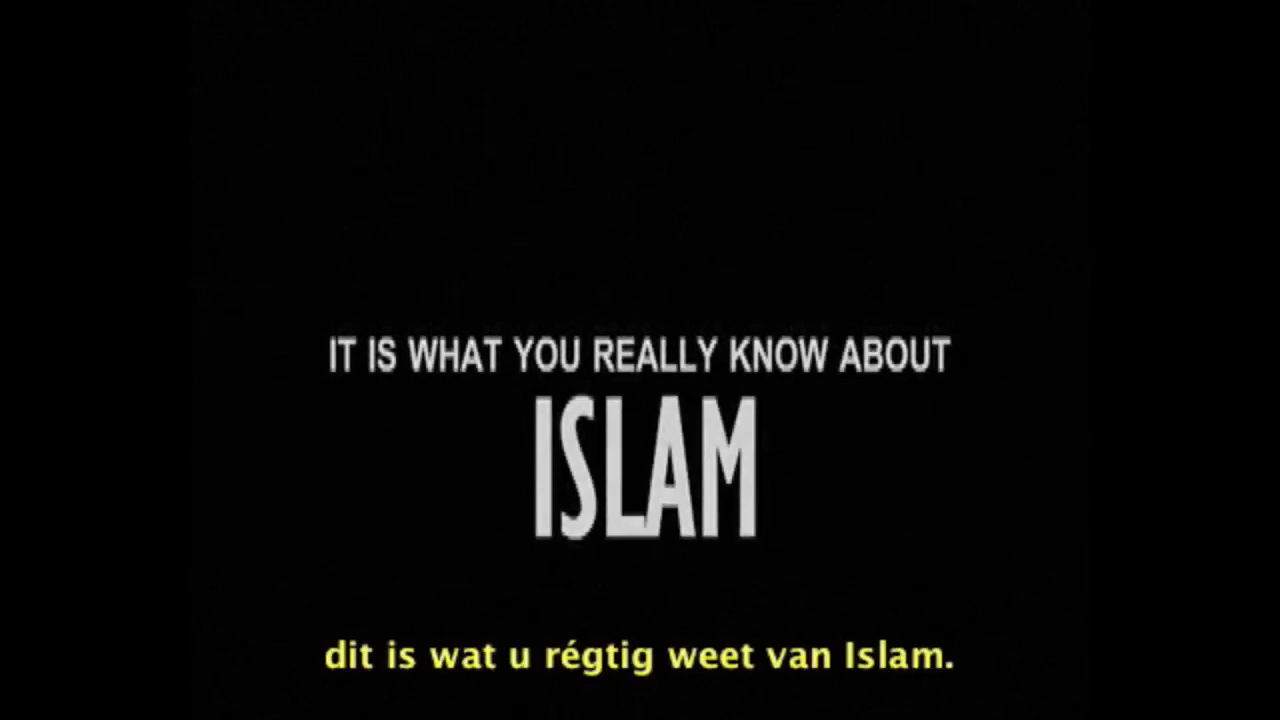 IT IS WHAT YOU REALLY KNOW ABOUT
ISLAM
dit is wat u régtig weet van Islam.